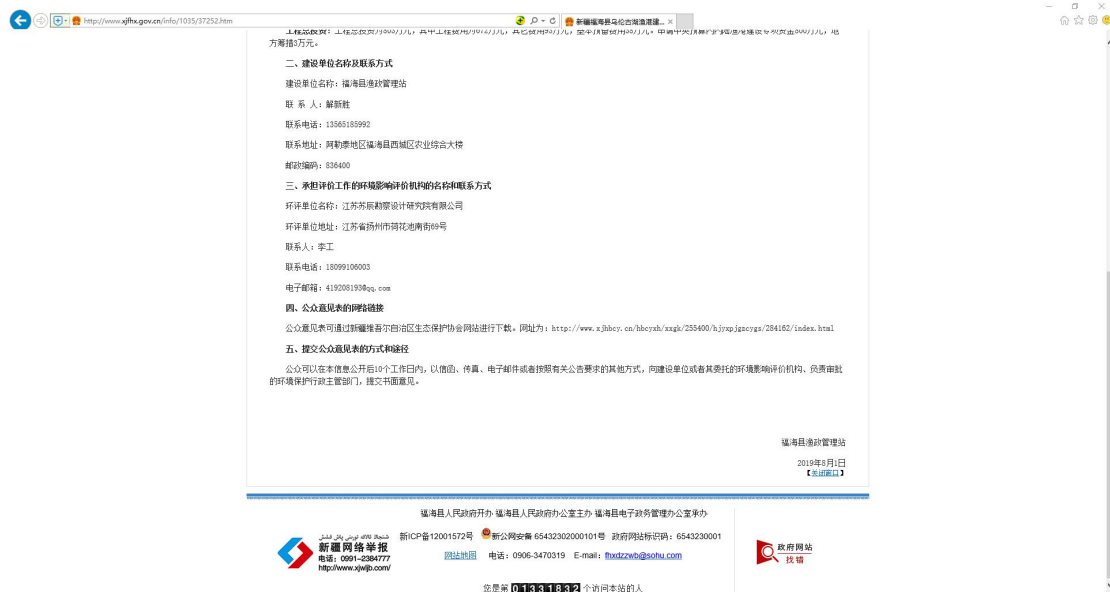 http://www.xjfhx.gov.cn/info/1035/37252.htm
新疆福海县乌伦古湖渔港建...
方筹措3万元。
二、建设单位名称及联系方式
建设单位名称：福海县渔政管理站
联 系 人：解新胜
联系电话：13565185992
联系地址：阿勒泰地区福海县西城区农业综合大楼
邮政编码：836400
三、承担评价工作的环境影响评价机构的名称和联系方式
环评单位名称：江苏苏辰勘察设计研究院有限公司
环评单位地址：江苏省扬州市荷花池南街69号
联系人：李工
联系电话：18099106003
电子邮箱：419208193@qq.com
四、公众意见表的网络链接
公众意见表可通过新疆维吾尔自治区生态保护协会网站进行下载。网址为：http://www.xjhbcy.cn/hbcyxh/xxgk/255400/hjyxpjgzcygs/284162/index.html
五、提交公众意见表的方式和途径
公众可以在本信息公开后10个工作日内，以信函、传真、电子邮件或者按照有关公告要求的其他方式，向建设单位或者其委托的环境影响评价机构、负责审批
的环境保护行政主管部门，提交书面意见。
福海县渔政管理站
2019年8月1日
【关闭窗口】
福海县人民政府开办 福海县人民政府办公室主办 福海县电子政务管理办公室承办
新疆网络举报
电话：0991-2384777
http://www.xjwljb.com/
新ICP备12001572号 新公网安备 65432302000101号 政府网站标识码：6543230001
网站地图 电话：0906-3470319 E-mail：fhxdzzwb@sohu.com
政府网站
找错
您是第 01331832 个访问本站的人